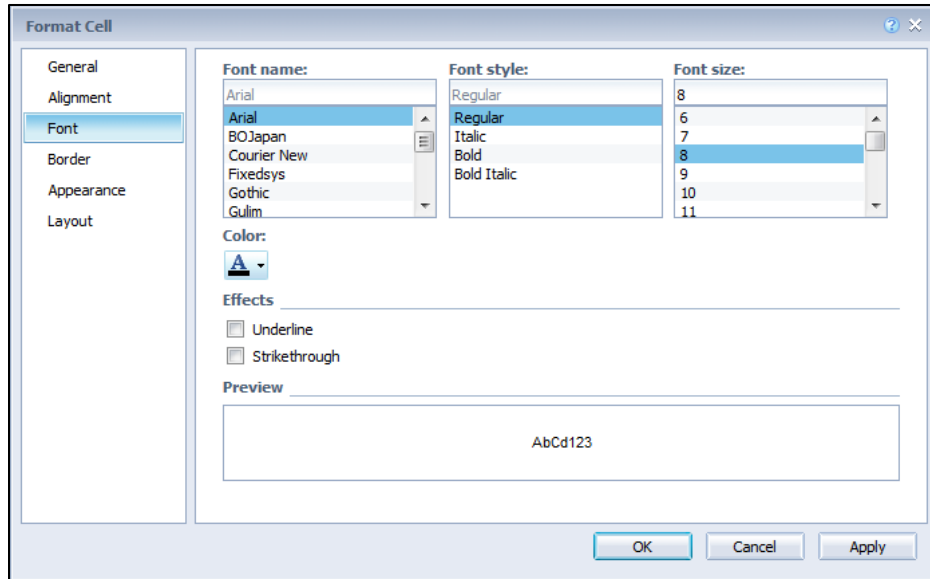 Format Cell
General
Alignment
Font
Border
Appearance
Layout
Font name:
Arial
Arial
BOJapan
Courier New
Fixedsys
Gothic
Gulim
Font style:
Regular
Regular
Italic
Bold
Bold Italic
Font size:
8
6
7
8
9
10
11
Color:
A
Effects
Underline
Strikethrough
Preview
AbCd123
OK
Cancel
Apply